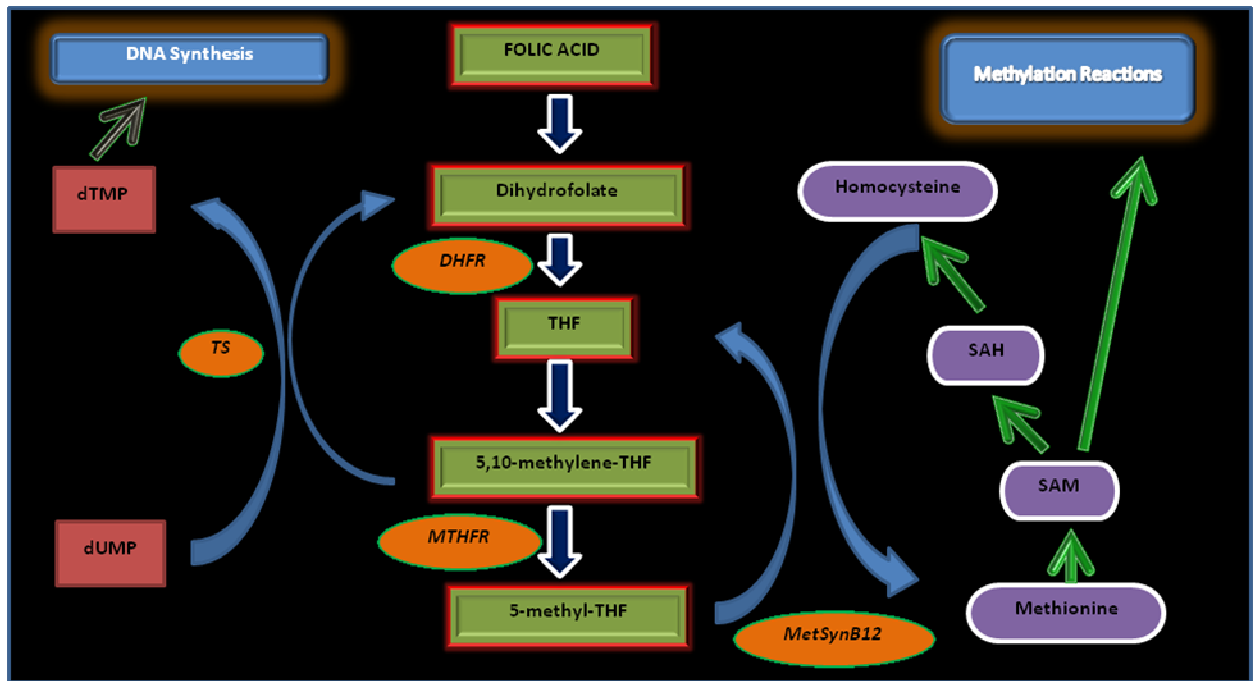 DNA Synthesis
FOLIC ACID
Methylation Reactions
dTMP
Dihydrofolate
Homocysteine
DHFR
THF
TS
SAH
5,10-methylene-THF
SAM
dUMP
MTHFR
5-methyl-THF
Methionine
MetSynB12